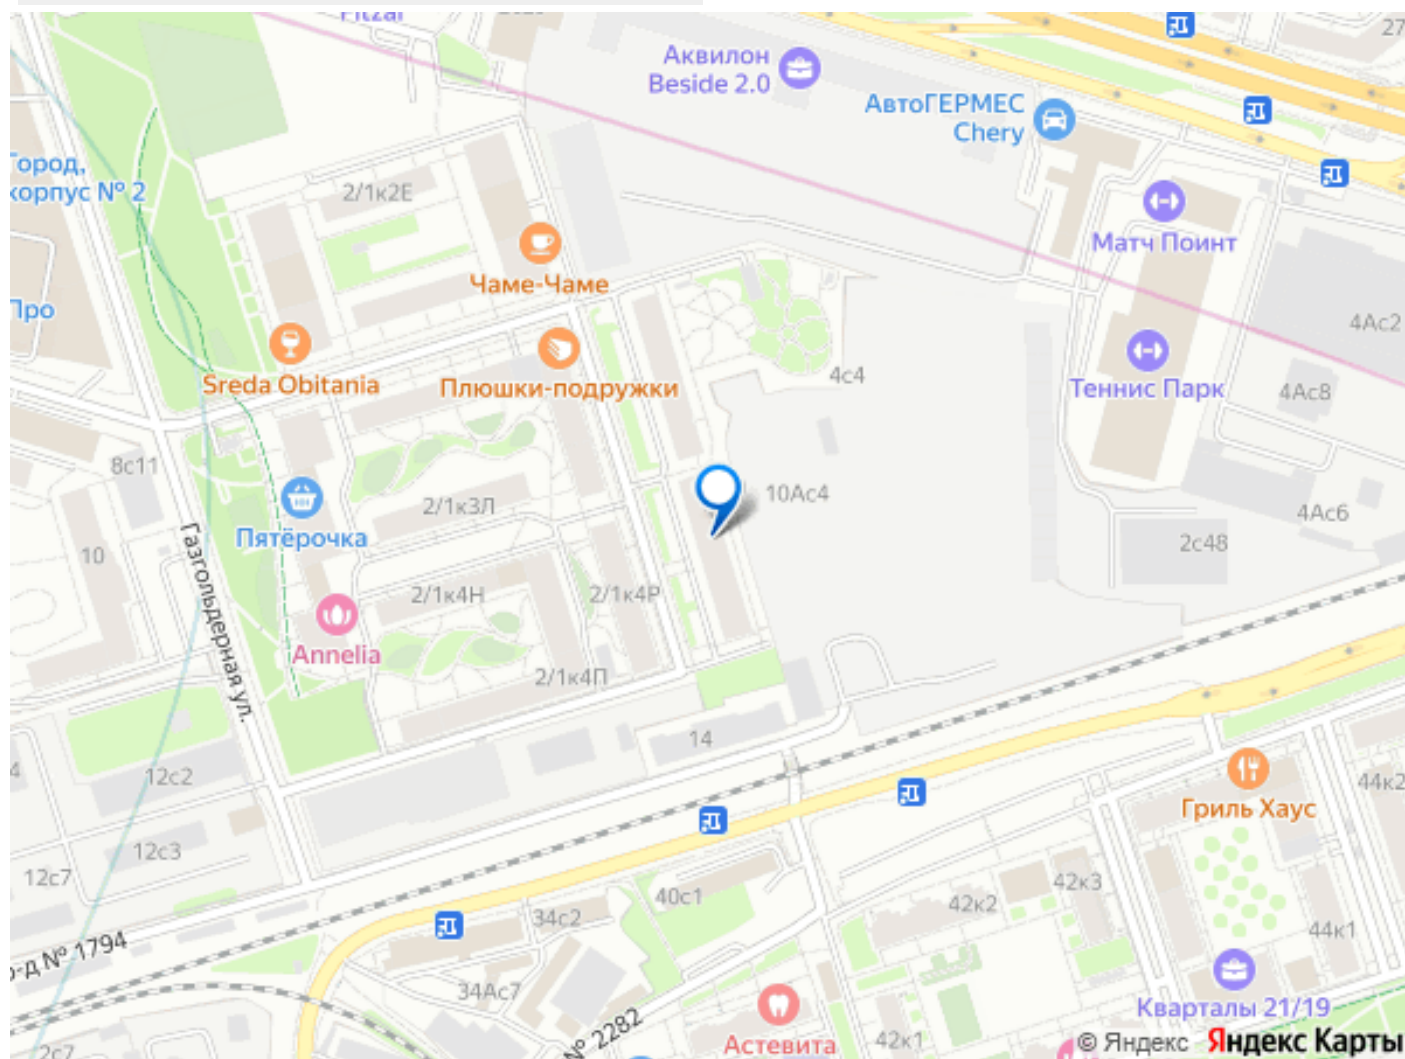 Fitzal
Аквилон
Beside 2.0
27
АвтоГЕРМЕС
Chery
Город,
корпус № 2
2/1к2Е
Матч Поинт
Чаме-Чаме
Про
4Ас2
Sreda Obitania
Плюшки-подружки
4с4
Теннис Парк
4Ас8
8с11
2/1к3Л
10Ас4
4Ас6
Пятёрочка
2с48
10
2/1к4Н
2/1к4Р
Газгольдерная ул.
Annelia
2/1к4П
14
12с2
44к2
Гриль Хаус
12с3
12с7
40с1
42к3
42к2
34с2
44к1
р-д № 1794
34Ас7
Кварталы 21/19
№ 2282
Астевита
42к1
2с7
© Яндекс Яндекс Карты